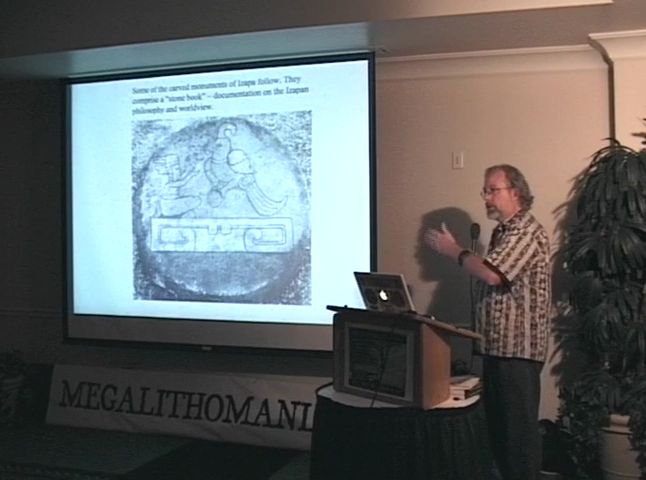 Some of the carved monuments of Izapa follow. They
comprise a "stone book" – documentation on the Izapan
philosophy and worldview.
MEGALITHOMANI